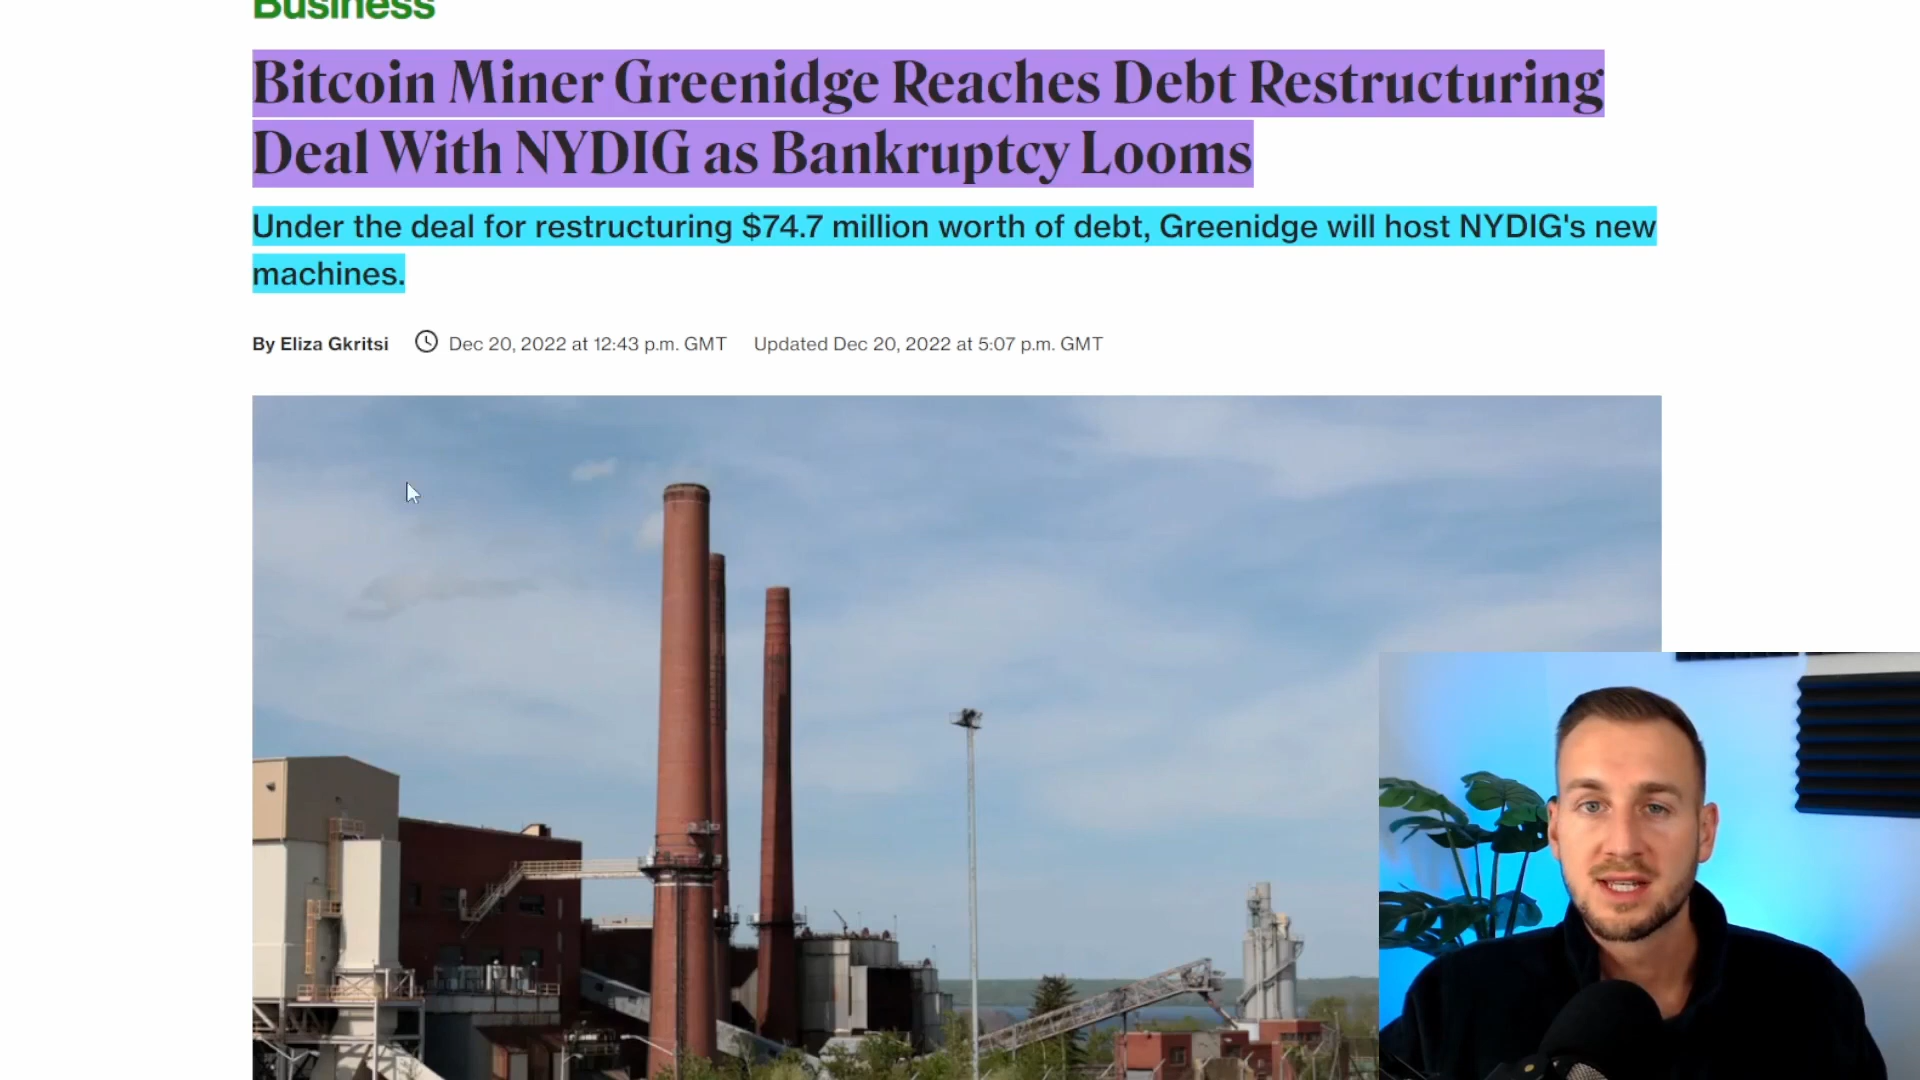 Business
Bitcoin Miner Greenidge Reaches Debt Restructuring
Deal With NYDIG as Bankruptcy Looms
Under the deal for restructuring $74.7 million worth of debt, Greenidge will host NYDIG's new
machines.
By Eliza Gkritsi Dec 20, 2022 at 12:43 p.m. GMT Updated Dec 20, 2022 at 5:07 p.m. GMT